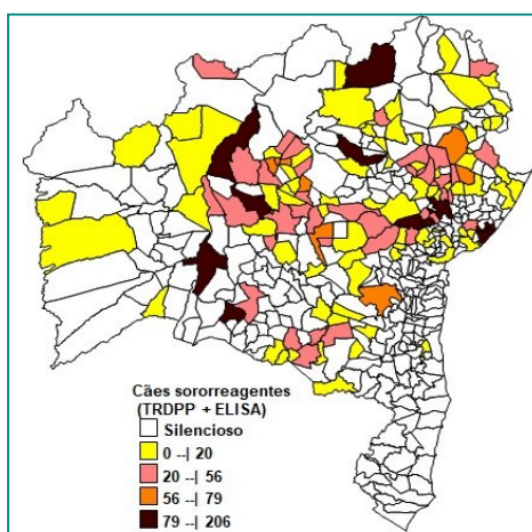 Cães sororreagentes
(TRDPP + ELISA)
Silencioso
0 --| 20
20 --| 56
56 --| 79
79 --| 206